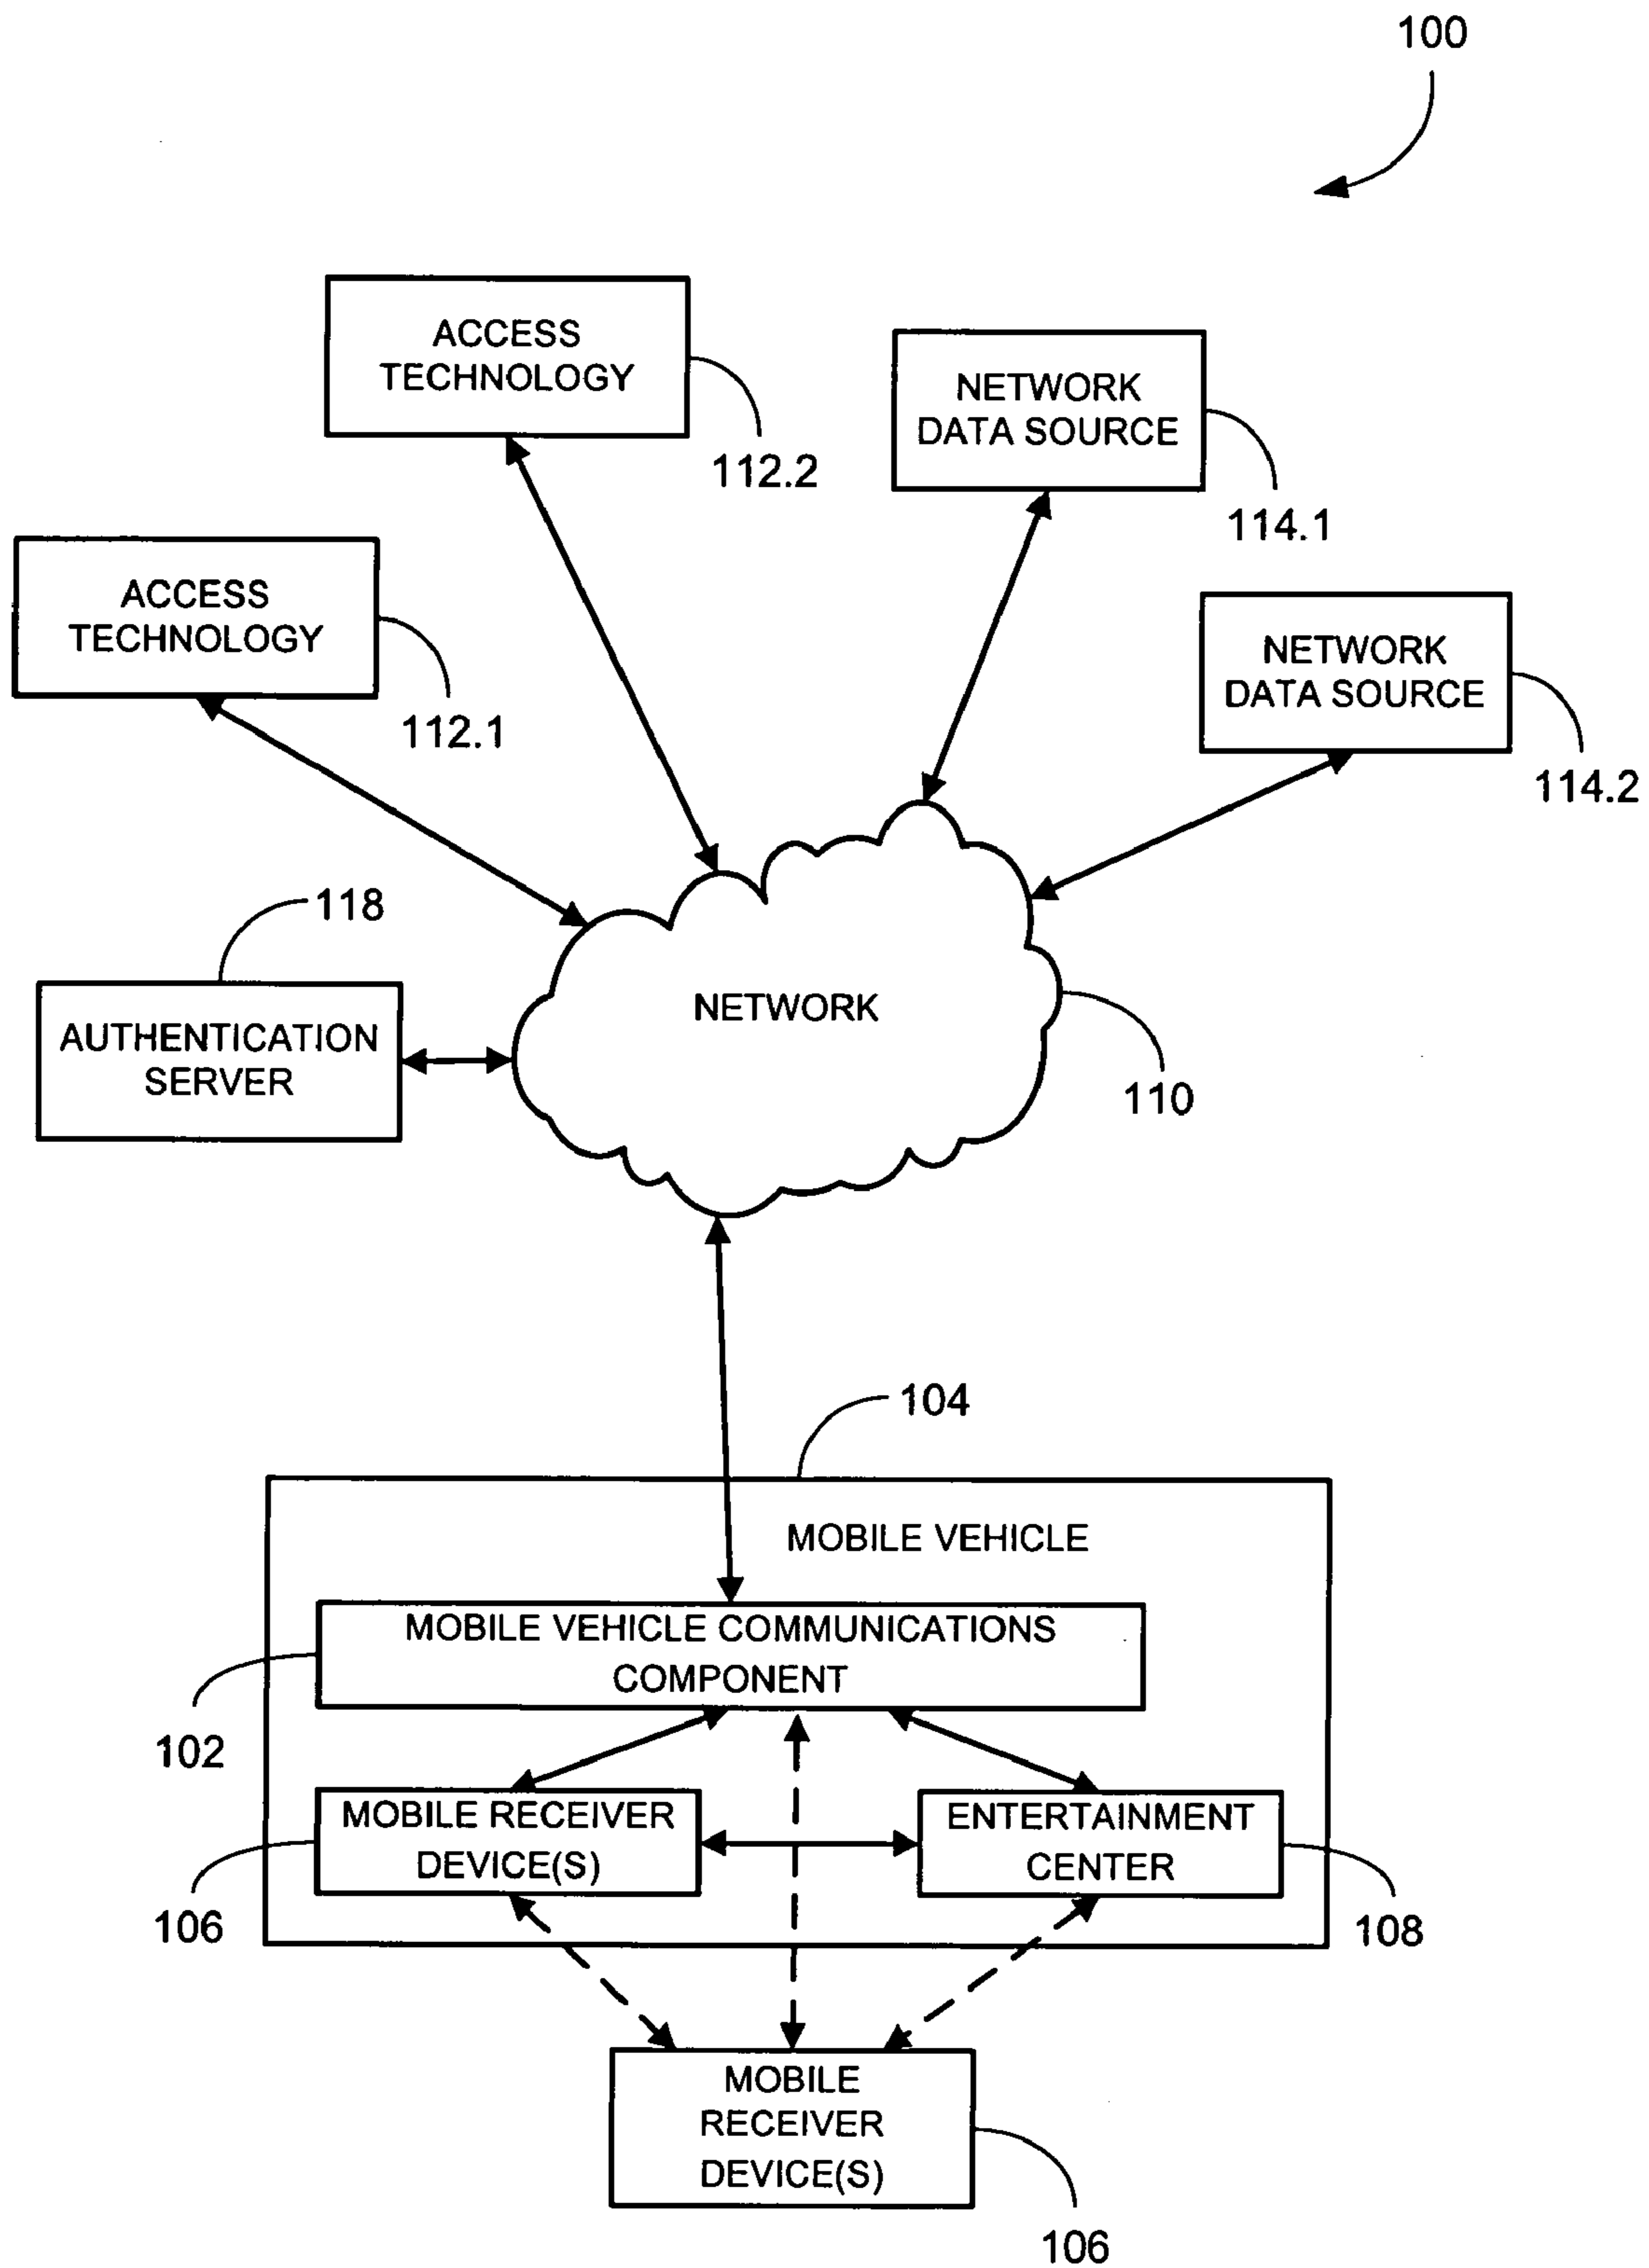 100
ACCESS
TECHNOLOGY
112.2
NETWORK
DATA SOURCE
114.1
ACCESS
TECHNOLOGY
112.1
NETWORK
DATA SOURCE
114.2
118
AUTHENTICATION
SERVER
NETWORK
110
104
MOBILE VEHICLE
MOBILE VEHICLE COMMUNICATIONS
COMPONENT
102
MOBILE RECEIVER
DEVICE(S)
106
ENTERTAINMENT
CENTER
108
MOBILE
RECEIVER
DEVICE(S)
106